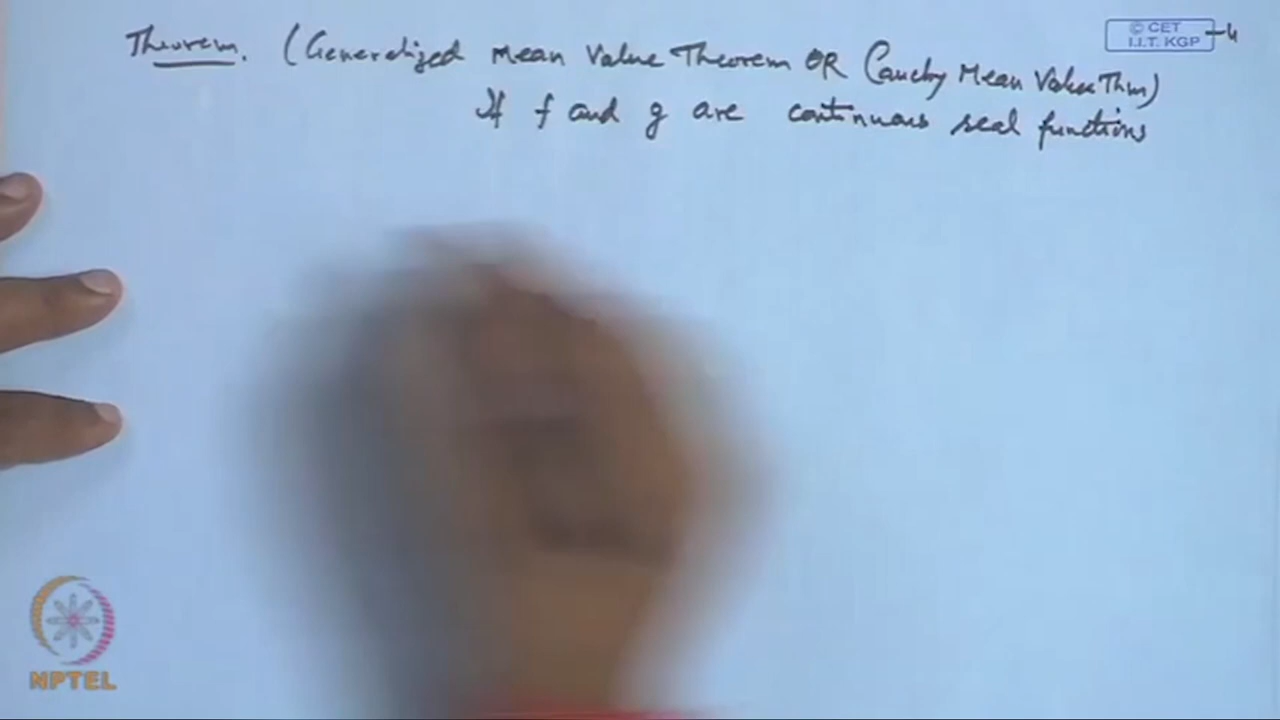 Theorem. (Generalized Mean Value Theorem OR Cauchy Mean Value Thm)
If f and g are continuous real functions
© CET
I.I.T. KGP
-4
NPTEL